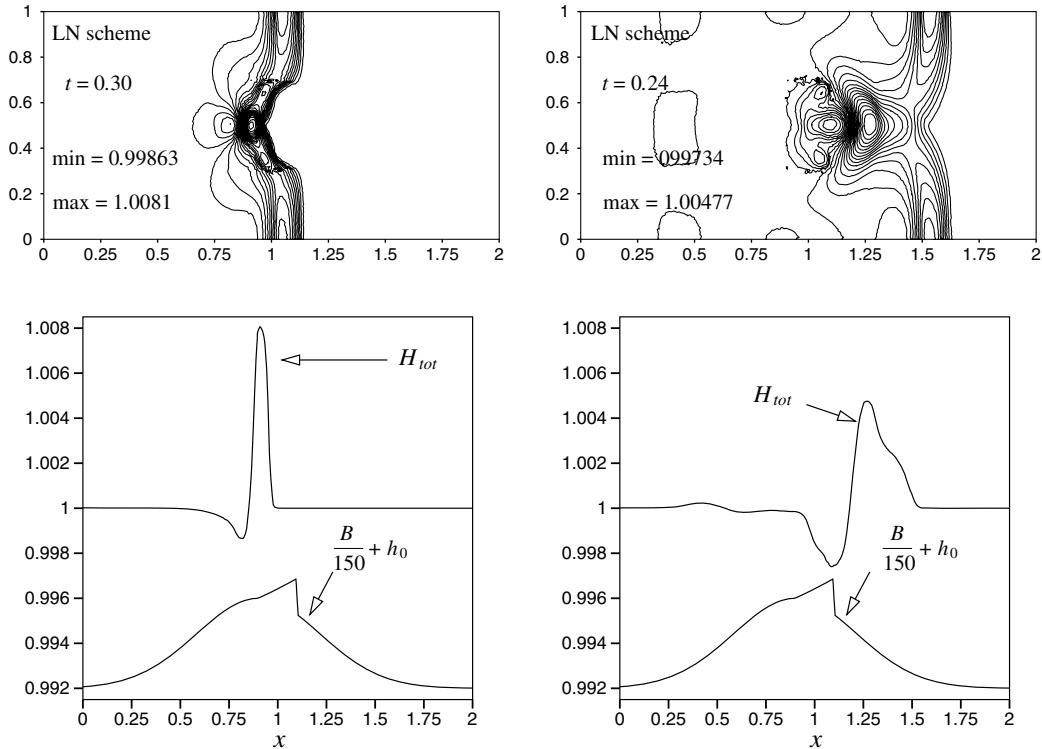 LN scheme
t = 0.30
min = 0.99863
max = 1.0081
1
0.8
0.6
0.4
0.2
0
0 0.25 0.5 0.75 1 1.25 1.5 1.75 2
LN scheme
t = 0.24
min = 099734
max = 1.00477
1
0.8
0.6
0.4
0.2
0
0 0.25 0.5 0.75 1 1.25 1.5 1.75 2
1.008
1.006
1.004
1.002
1
0.998
0.996
0.994
0.992
H_tot
B/150 + h_0
0 0.25 0.5 0.75 1 1.25 1.5 1.75 2
x
1.008
1.006
1.004
1.002
1
0.998
0.996
0.994
0.992
H_tot
B/150 + h_0
0 0.25 0.5 0.75 1 1.25 1.5 1.75 2
x